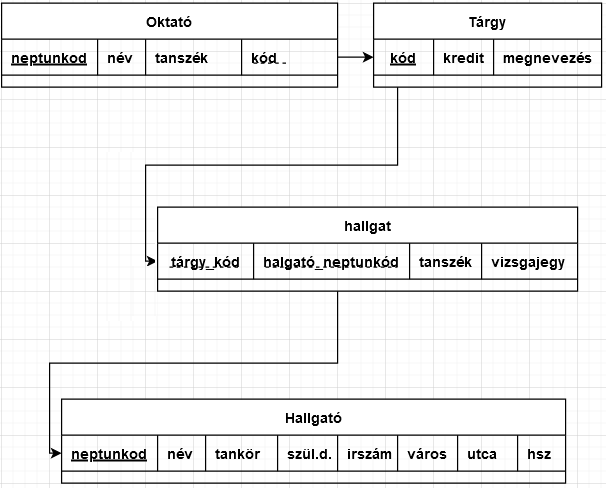 Oktató
neptunkod név tanszék kód
Tárgy
kód kredit megnevezés
hallgat
tárgy_kód halgató_neptunkód tanszék vizsgajegy
Hallgató
neptunkod név tankör szül.d. irszám város utca hsz